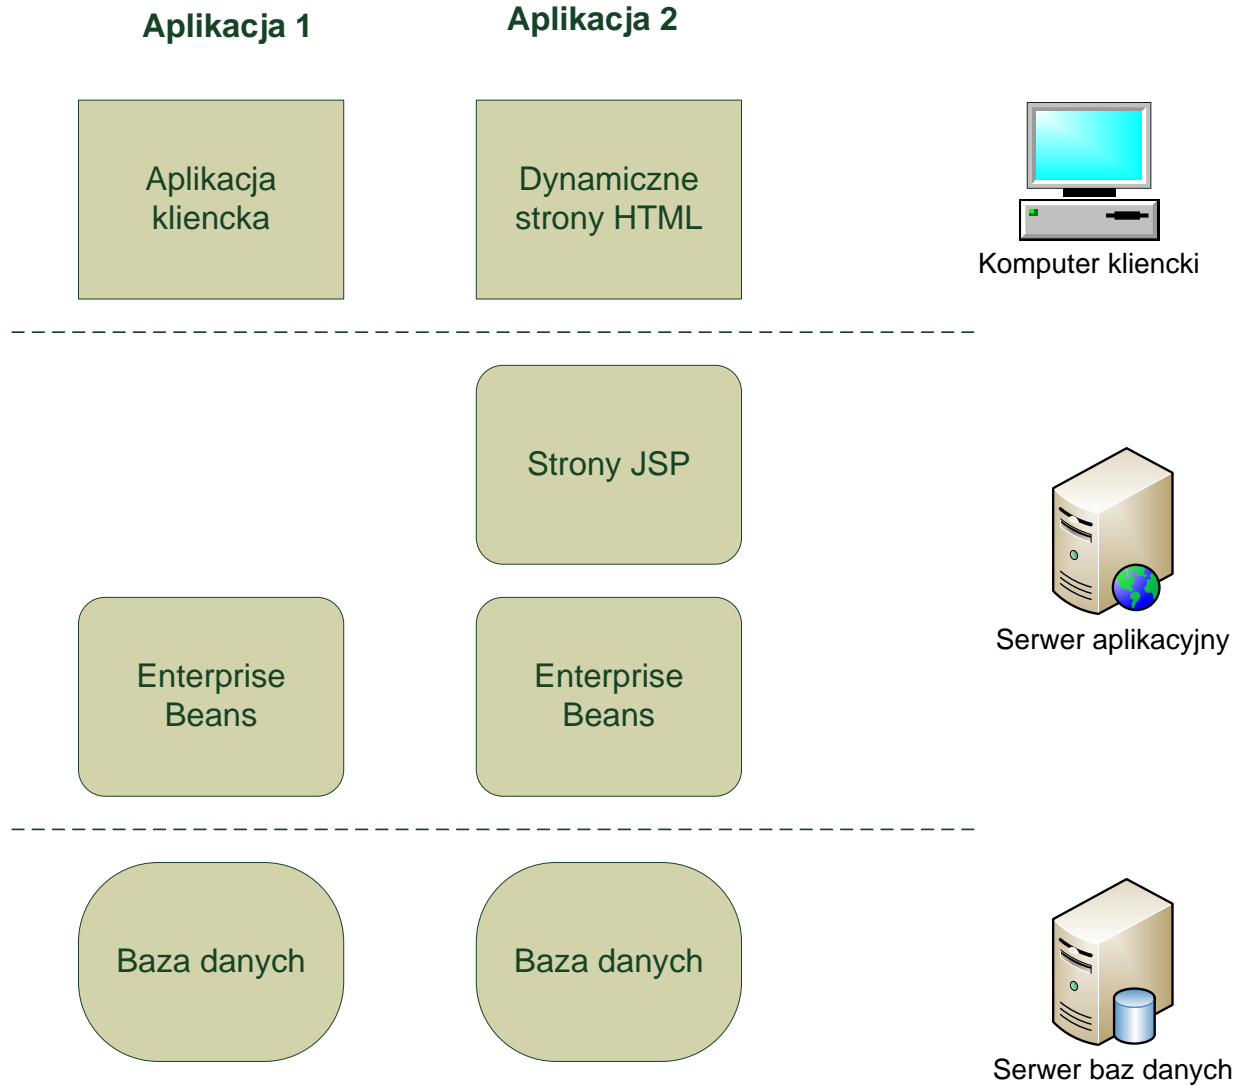 Aplikacja 1
Aplikacja 2
Aplikacja
kliencka
Dynamiczne
strony HTML
Komputer kliencki
Strony JSP
Serwer aplikacyjny
Enterprise
Beans
Enterprise
Beans
Baza danych
Baza danych
Serwer baz danych